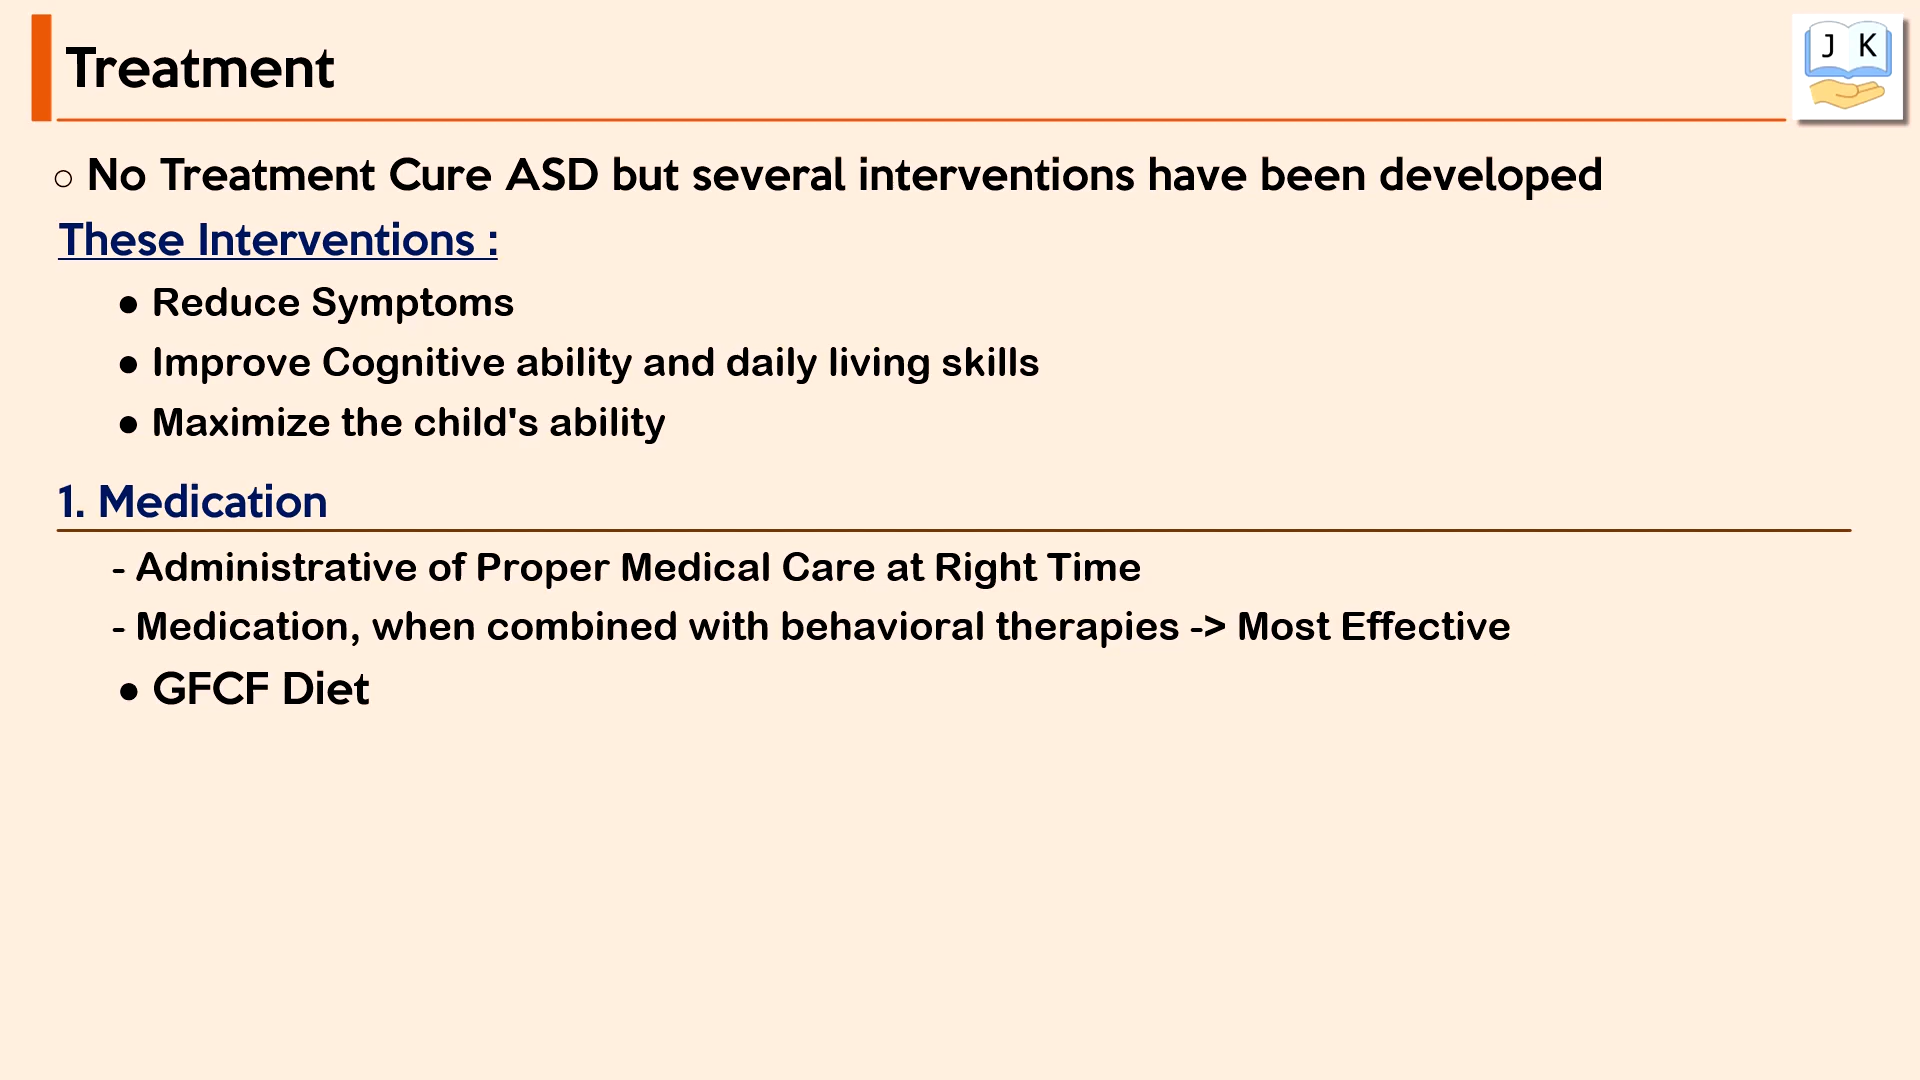 Treatment
J K
○ No Treatment Cure ASD but several interventions have been developed
These Interventions :
● Reduce Symptoms
● Improve Cognitive ability and daily living skills
● Maximize the child's ability
1. Medication
- Administrative of Proper Medical Care at Right Time
- Medication, when combined with behavioral therapies -> Most Effective
● GFCF Diet